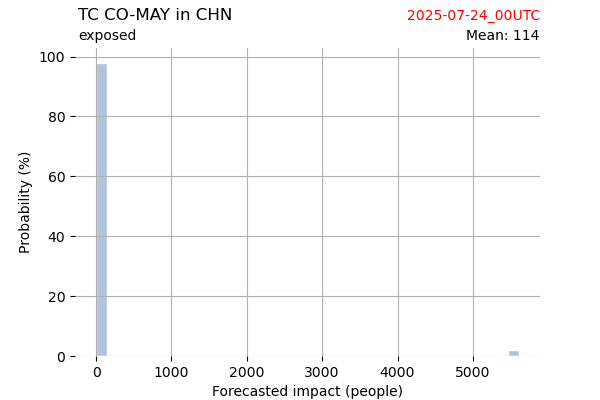 TC CO-MAY in CHN
2025-07-24_00UTC
exposed
Mean: 114
100
80
60
40
20
0
Probability (%)
0 1000 2000 3000 4000 5000
Forecasted impact (people)